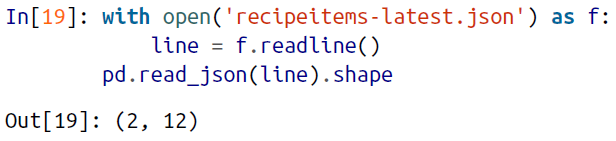 In[19]: with open('recipeitems-latest.json') as f:
            line = f.readline()
        pd.read_json(line).shape
Out[19]: (2, 12)